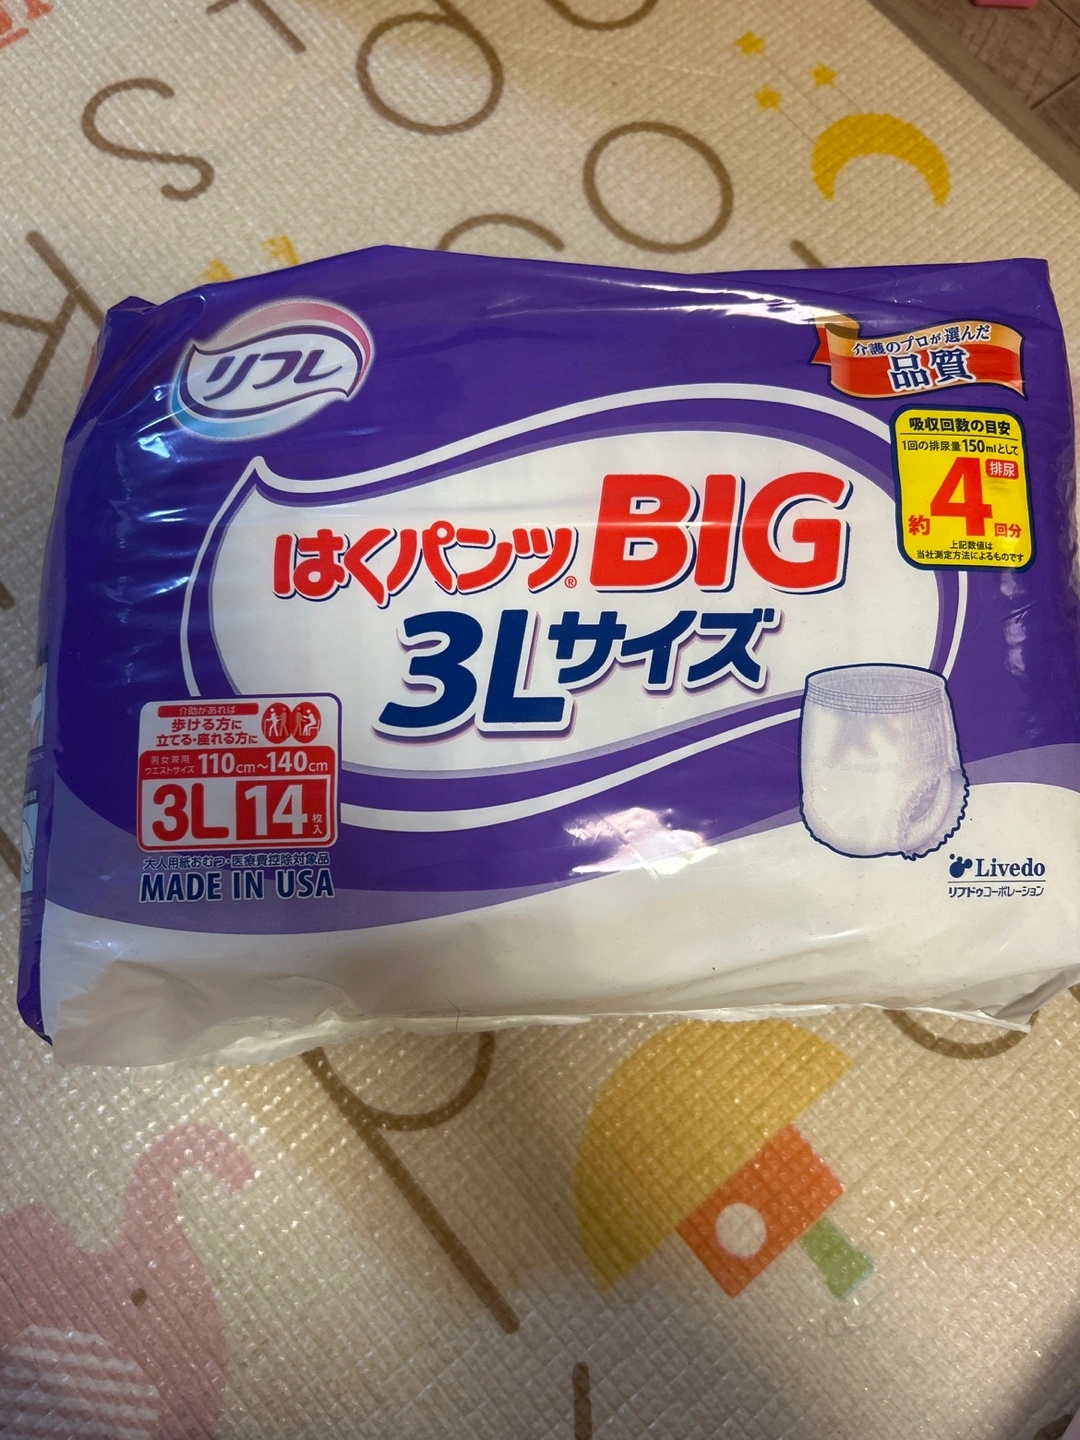 リフレ
介護のプロが選んだ
品質
吸収回数の目安
1回の排尿量150mlとして
約4回分
排尿
上記数値は
当社測定方法によるものです
はくパンツ® BIG
3Lサイズ
介助があれば
歩ける方に
立てる・座れる方に
男女兼用
ウエストサイズ 110cm~140cm
3L 14枚入
大人用紙おむつ・医療費控除対象品
MADE IN USA
Livedo
リブドゥコーポレーション